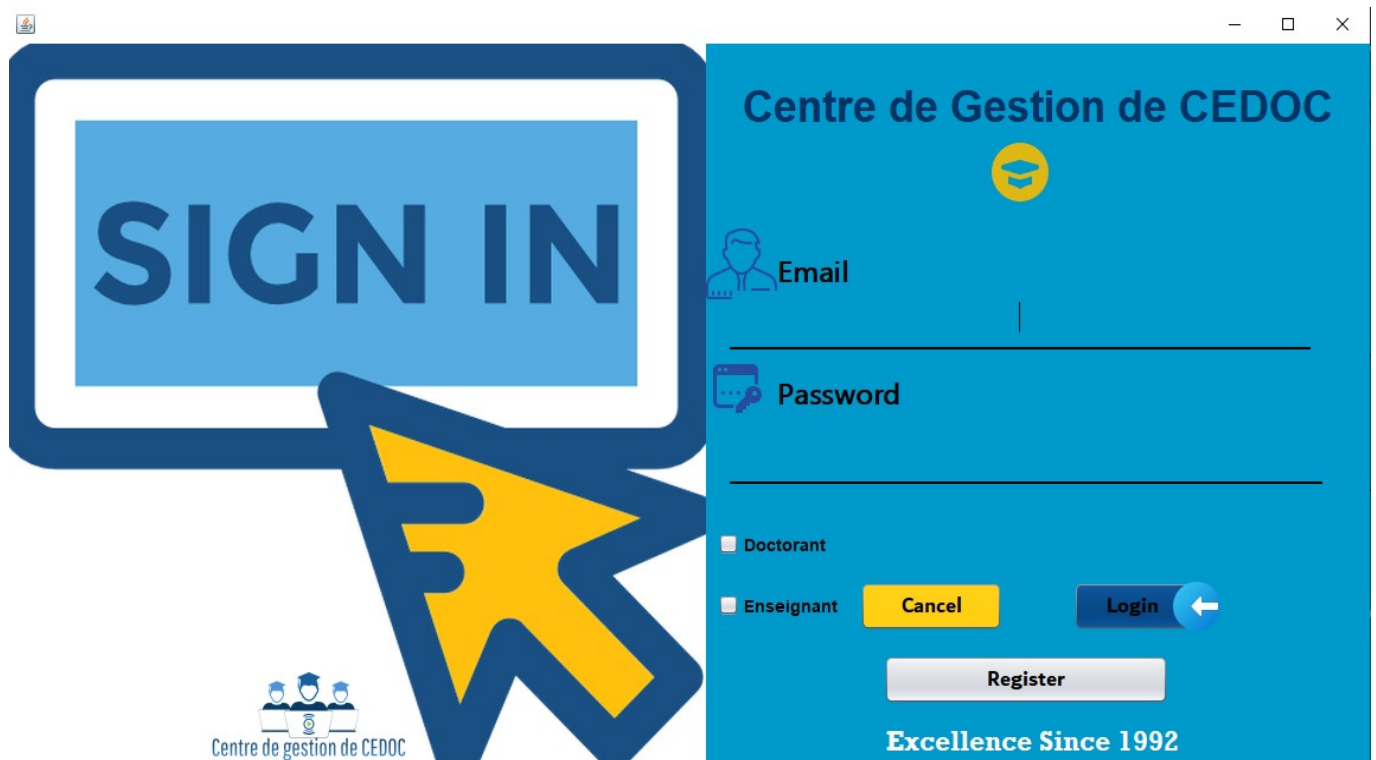 SIGN IN
Centre de gestion de CEDOC
Centre de Gestion de CEDOC
Email
Password
Doctorant
Enseignant
Cancel
Login
Register
Excellence Since 1992